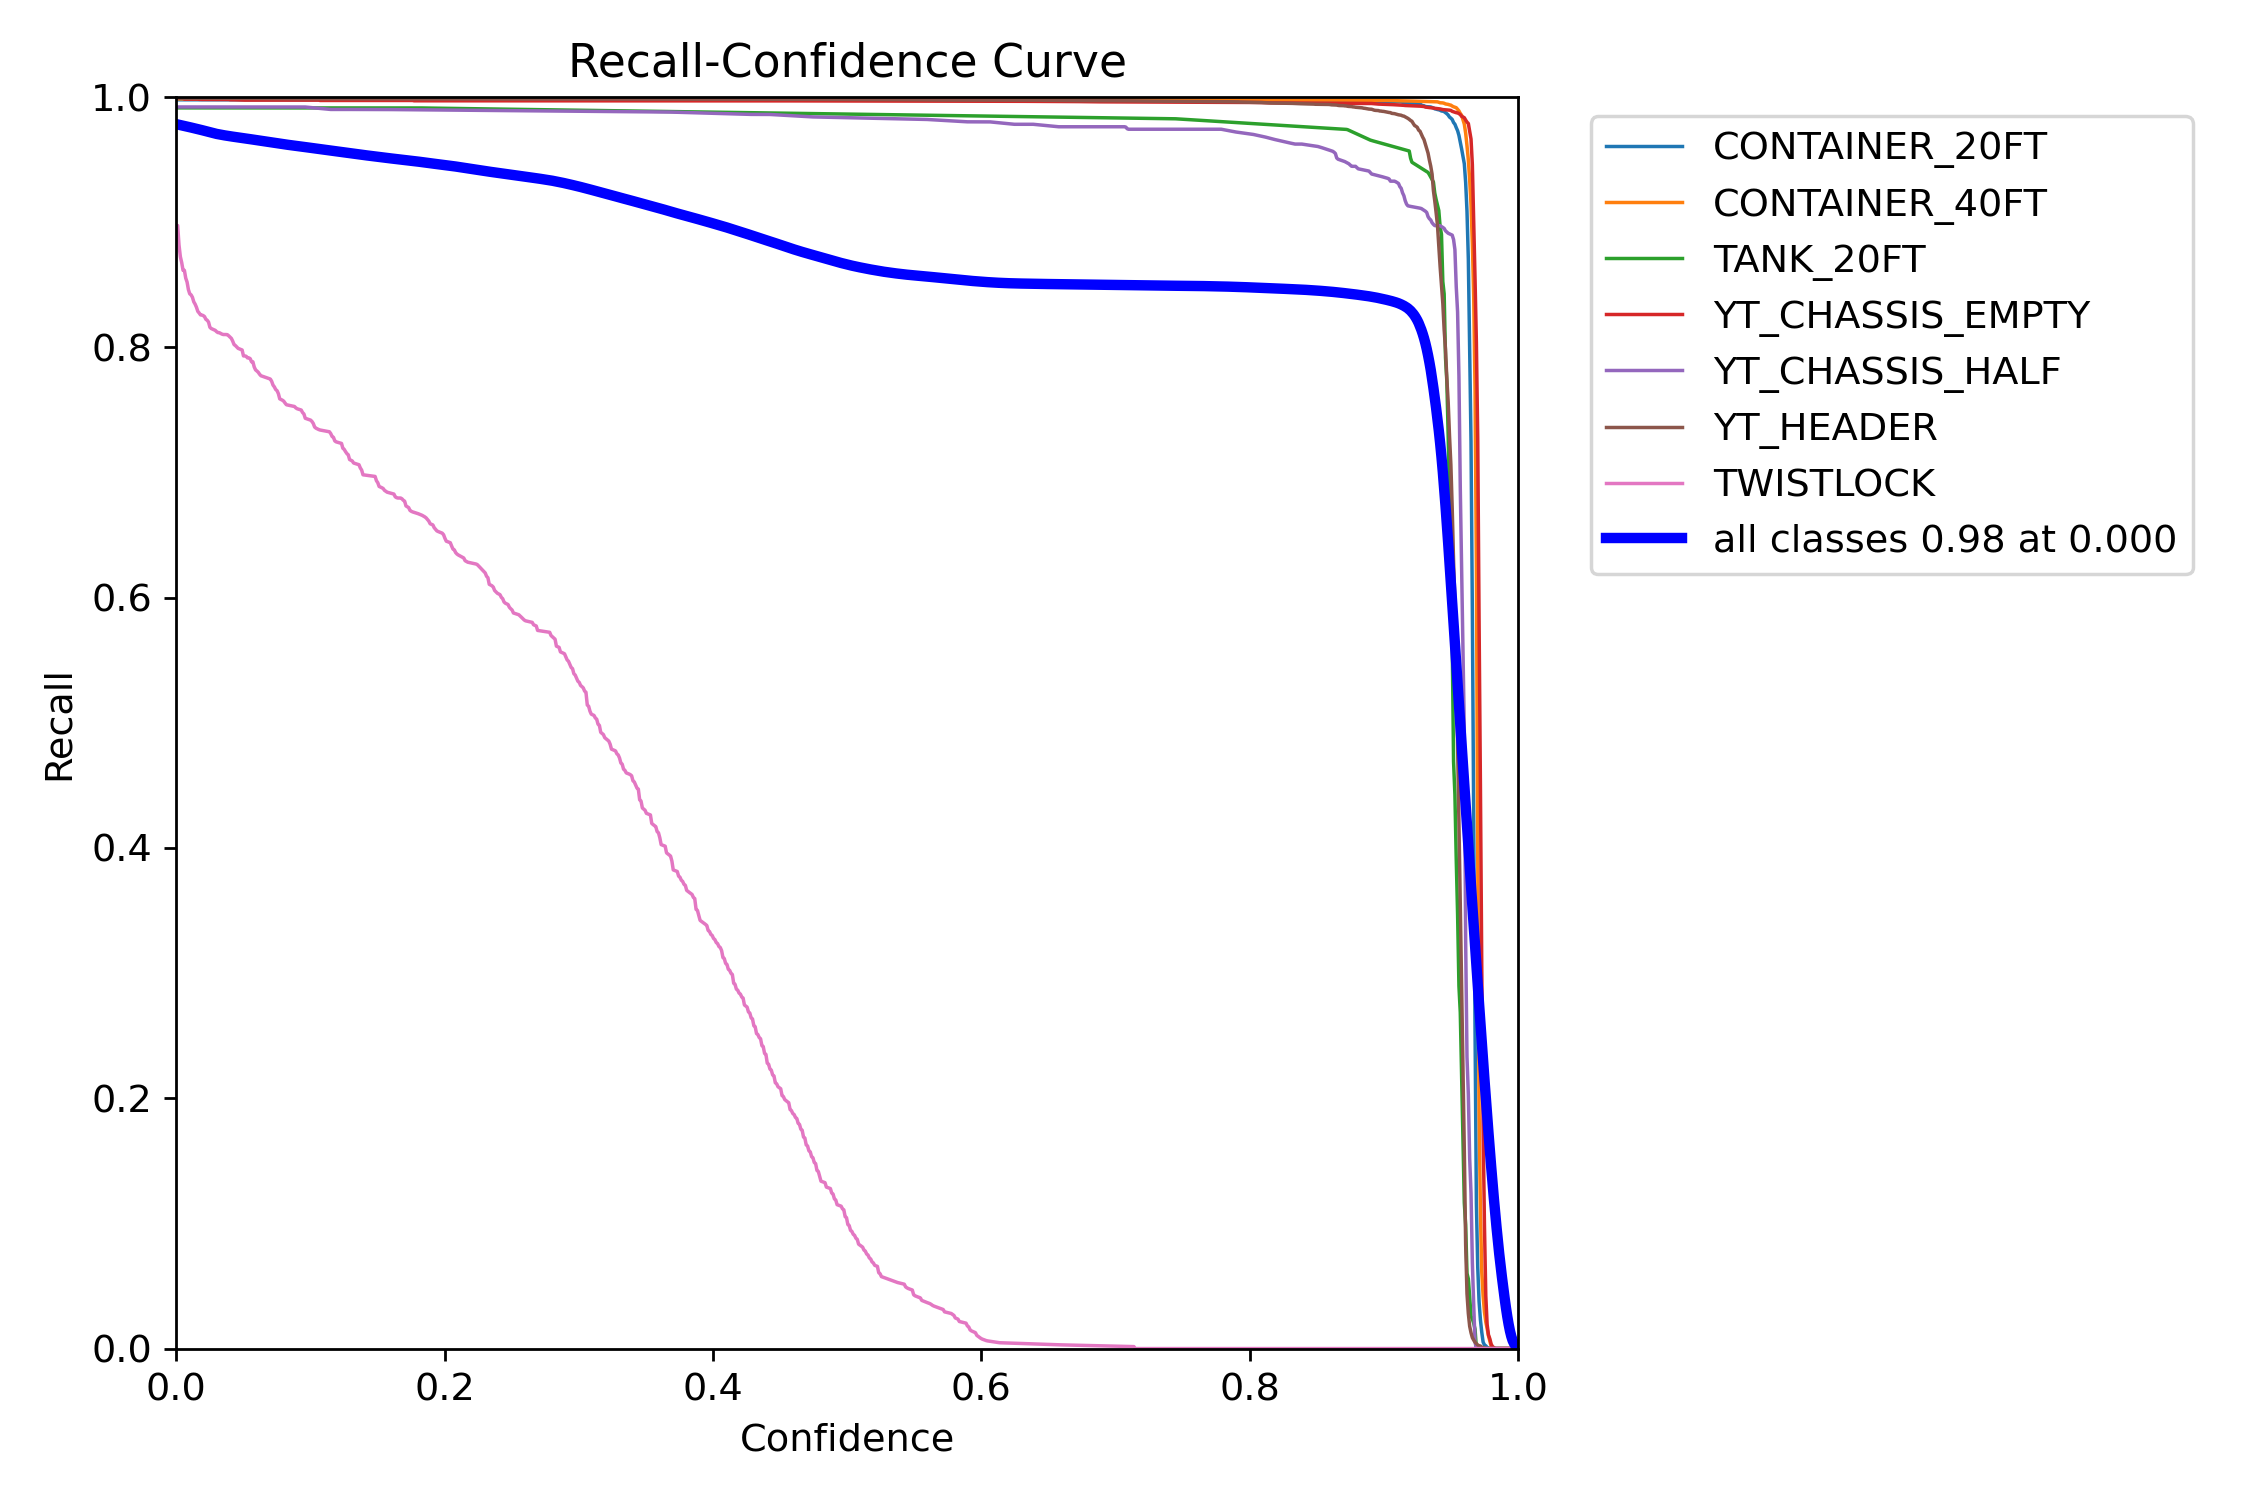 Recall-Confidence Curve
1.0
0.8
0.6
0.4
0.2
0.0
Recall
0.0 0.2 0.4 0.6 0.8 1.0
Confidence
CONTAINER_20FT
CONTAINER_40FT
TANK_20FT
YT_CHASSIS_EMPTY
YT_CHASSIS_HALF
YT_HEADER
TWISTLOCK
all classes 0.98 at 0.000